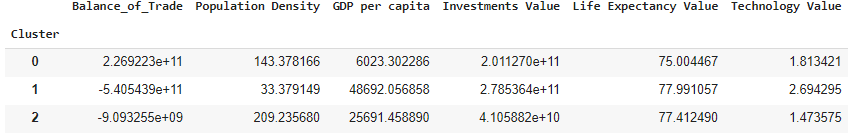 Balance_of_Trade Population Density GDP per capita Investments Value Life Expectancy Value Technology Value
Cluster
0 2.269223e+11 143.378166 6023.302286 2.011270e+11 75.004467 1.813421
1 -5.405439e+11 33.379149 48692.056858 2.785364e+11 77.991057 2.694295
2 -9.093255e+09 209.235680 25691.458890 4.105882e+10 77.412490 1.473575